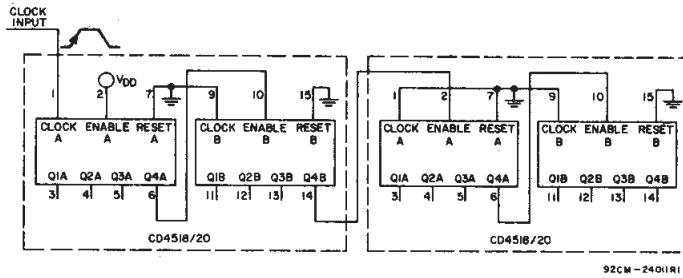 CLOCK
INPUT
VDD
1 2 7 9 10 15 1 2 7 9 10 15
CLOCK ENABLE RESET CLOCK ENABLE RESET CLOCK ENABLE RESET CLOCK ENABLE RESET
A A A B B B A A A B B B
Q1A Q2A Q3A Q4A Q1B Q2B Q3B Q4B Q1A Q2A Q3A Q4A Q1B Q2B Q3B Q4B
3 4 5 6 11 12 13 14 3 4 5 6 11 12 13 14
CD4518/20 CD4518/20
92CM-24011R1